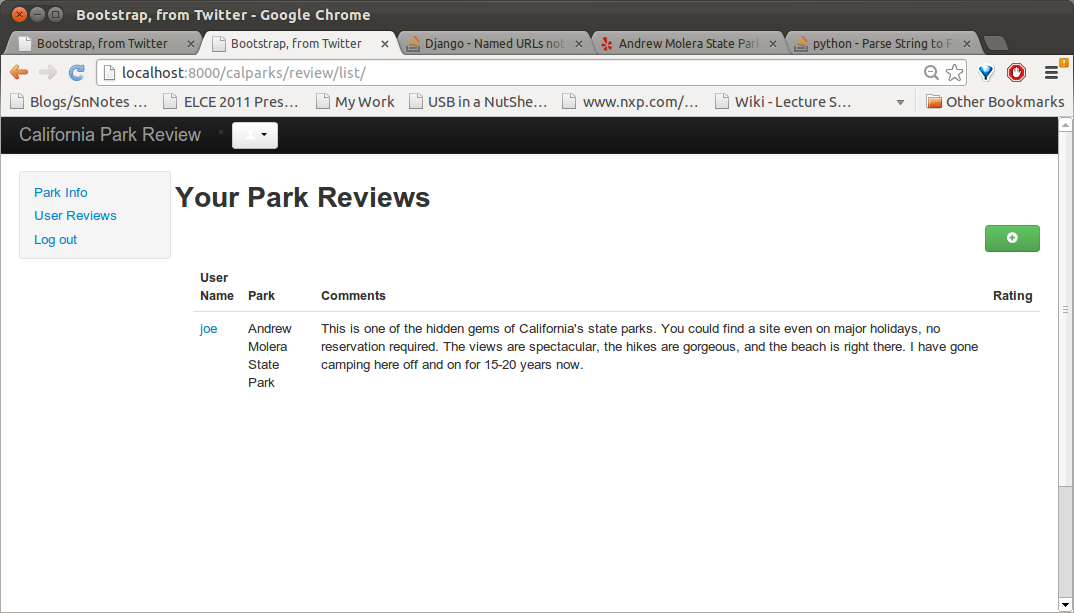 Bootstrap, from Twitter - Google Chrome
Bootstrap, from Twitter
Bootstrap, from Twitter
Django - Named URLs not
Andrew Molera State Par
python - Parse String to F
localhost:8000/calparks/review/list/
Blogs/SnNotes ...
ELCE 2011 Pres...
My Work
USB in a NutShe...
www.nxp.com/...
Wiki - Lecture S...
Other Bookmarks
California Park Review
Park Info
User Reviews
Log out
Your Park Reviews
User
Name Park Comments Rating
joe Andrew This is one of the hidden gems of California's state parks. You could find a site even on major holidays, no
Molera reservation required. The views are spectacular, the hikes are gorgeous, and the beach is right there. I have gone
State camping here off and on for 15-20 years now.
Park